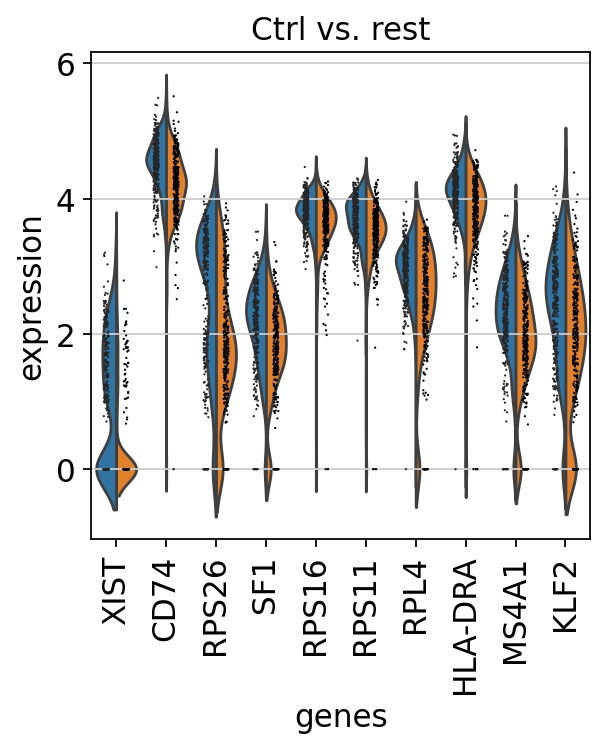 Ctrl vs. rest
expression
6
4
2
0
XIST
CD74
RPS26
SF1
RPS16
RPS11
RPL4
HLA-DRA
MS4A1
KLF2
genes